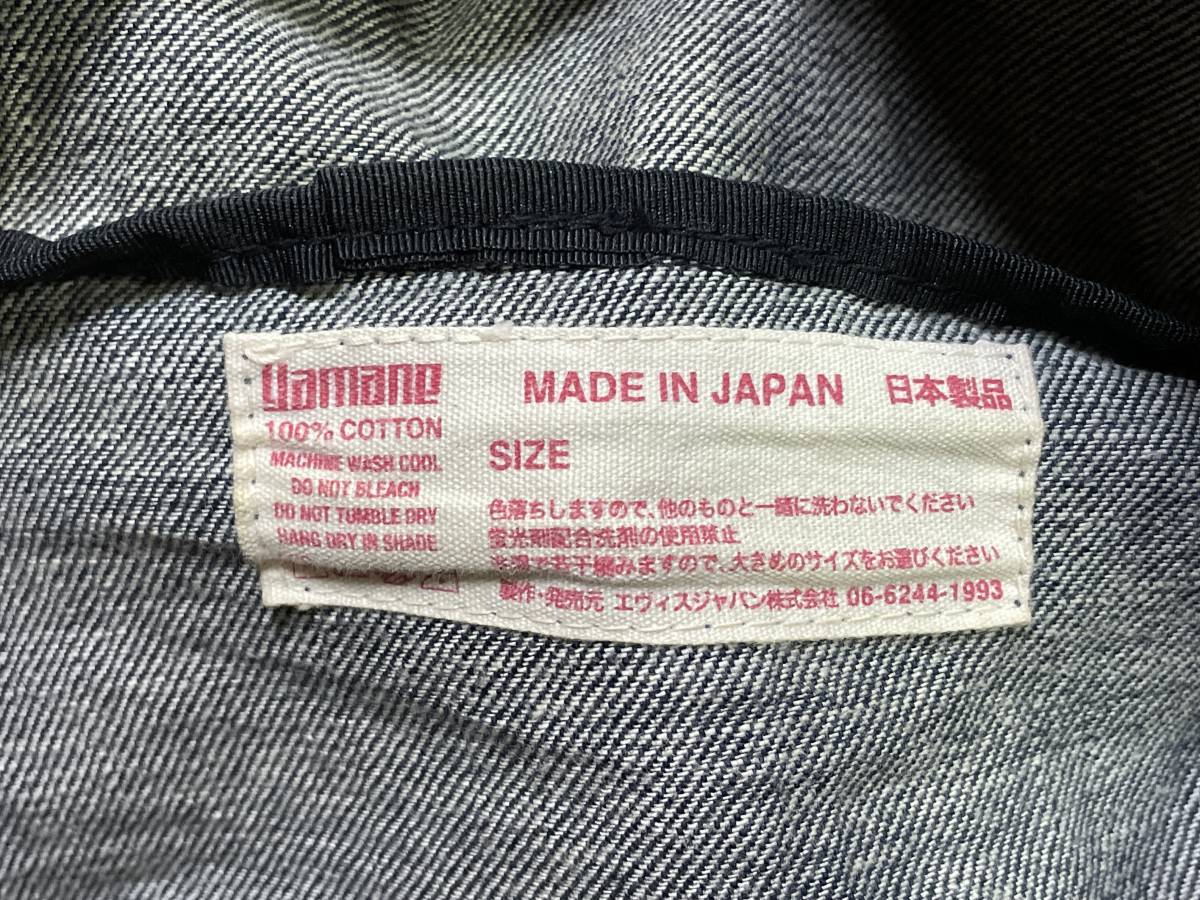 yamane
100% COTTON
MACHINE WASH COOL
DO NOT BLEACH
DO NOT TUMBLE DRY
HANG DRY IN SHADE
MADE IN JAPAN 日本製品
SIZE
色落ちしますので、他のものと一緒に洗わないでください
蛍光剤配合洗剤の使用禁止
で若干縮みますので、大きめのサイズをお選びください
製作・発売元 エヴィスジャパン株式会社 06-6244-1993